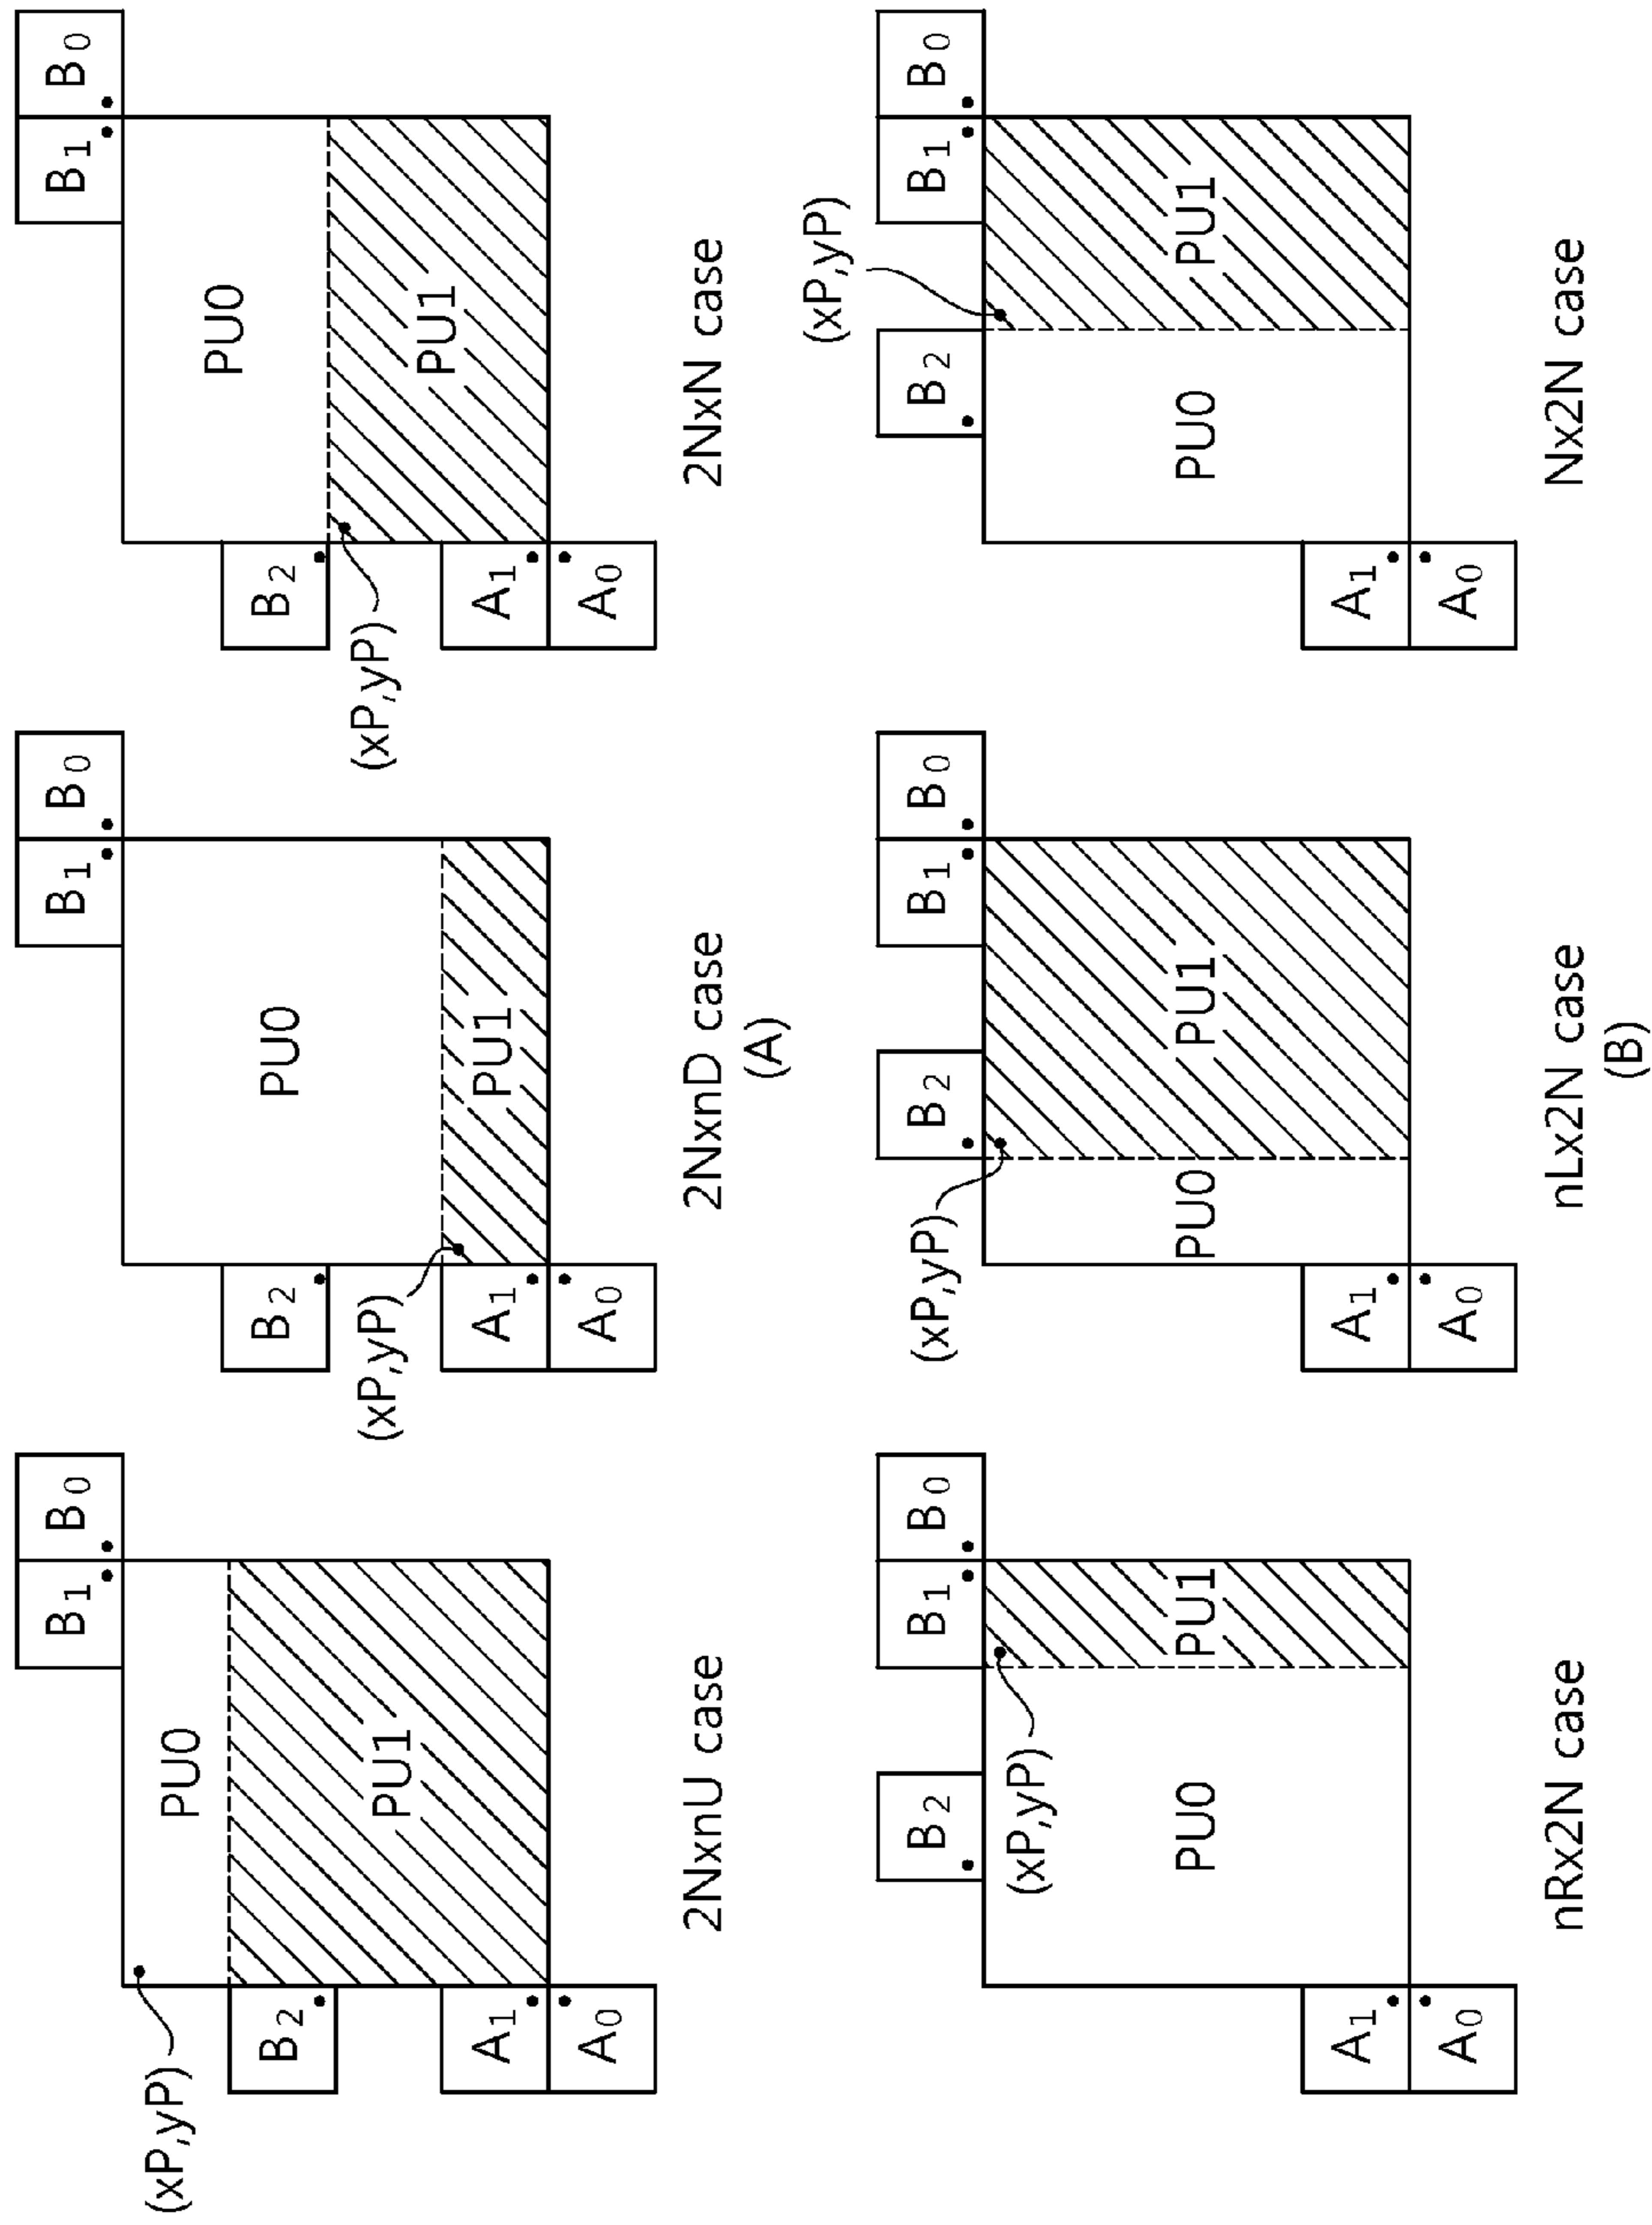 B1 B0
(xP,yP)
PU0
B2
PU1
A1
A0
2NxnU case
B1 B0
PU0
B2
(xP,yP)
PU1
A1
A0
2NxnD case
(A)
B1 B0
PU0
B2
(xP,yP)
PU1
A1
A0
2NxN case
B2 B1 B0
(xP,yP)
PU0 PU1
A1
A0
nRx2N case
B2 B1 B0
(xP,yP)
PU0 PU1
A1
A0
nLx2N case
(B)
(xP,yP)
B2 B1 B0
PU0 PU1
A1
A0
Nx2N case